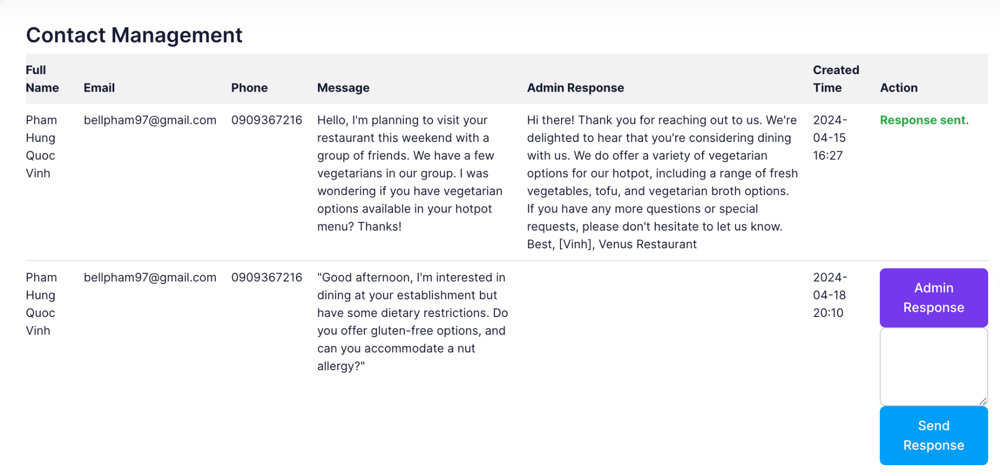 Contact Management
Full
Name
Email
Phone
Message
Admin Response
Created
Time
Action
Pham
Hung
Quoc
Vinh
bellpham97@gmail.com
0909367216
Hello, I'm planning to visit your
restaurant this weekend with a
group of friends. We have a few
vegetarians in our group. I was
wondering if you have vegetarian
options available in your hotpot
menu? Thanks!
Hi there! Thank you for reaching out to us. We're
delighted to hear that you're considering dining
with us. We do offer a variety of vegetarian
options for our hotpot, including a range of fresh
vegetables, tofu, and vegetarian broth options.
If you have any more questions or special
requests, please don't hesitate to let us know.
Best, [Vinh], Venus Restaurant
2024-
04-15
16:27
Response sent.
Pham
Hung
Quoc
Vinh
bellpham97@gmail.com
0909367216
"Good afternoon, I'm interested in
dining at your establishment but
have some dietary restrictions. Do
you offer gluten-free options, and
can you accommodate a nut
allergy?"
2024-
04-18
20:10
Admin
Response
Send
Response